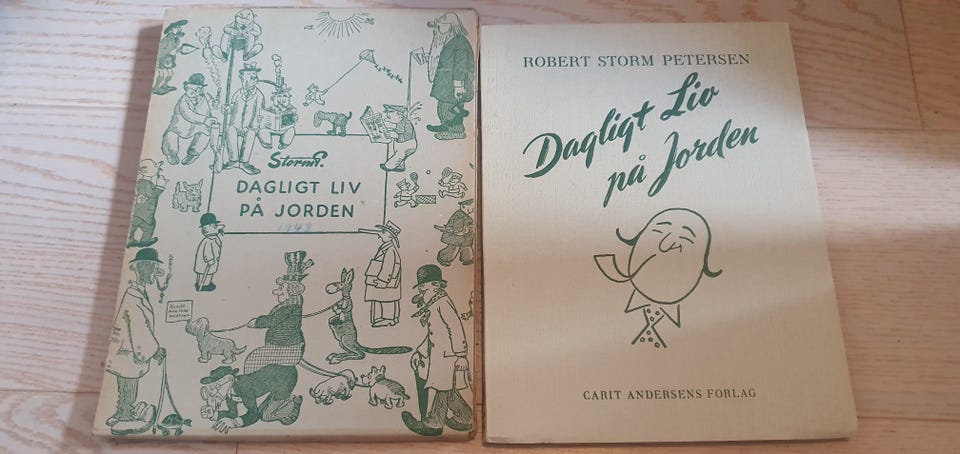 Storm P.
DAGLIGT LIV
PÅ JORDEN
1948
ROBERT STORM PETERSEN
Dagligt Liv
på Jorden
CARIT ANDERSENS FORLAG